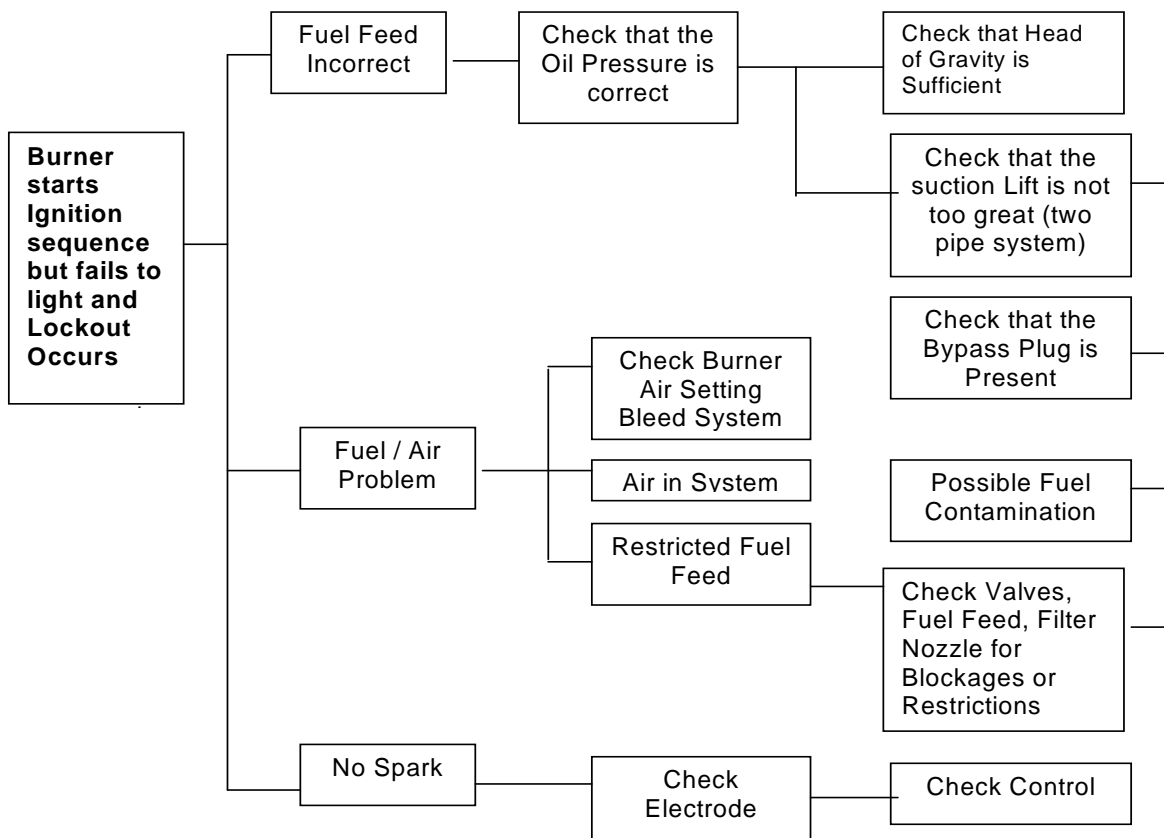 Fuel Feed
Incorrect
Check that the
Oil Pressure is
correct
Check that Head
of Gravity is
Sufficient
Burner
starts
Ignition
sequence
but fails to
light and
Lockout
Occurs
Check that the
suction Lift is not
too great (two
pipe system)
Check that the
Bypass Plug is
Present
Check Burner
Air Setting
Bleed System
Fuel / Air
Problem
Air in System
Possible Fuel
Contamination
Restricted Fuel
Feed
Check Valves,
Fuel Feed, Filter
Nozzle for
Blockages or
Restrictions
No Spark
Check
Electrode
Check Control